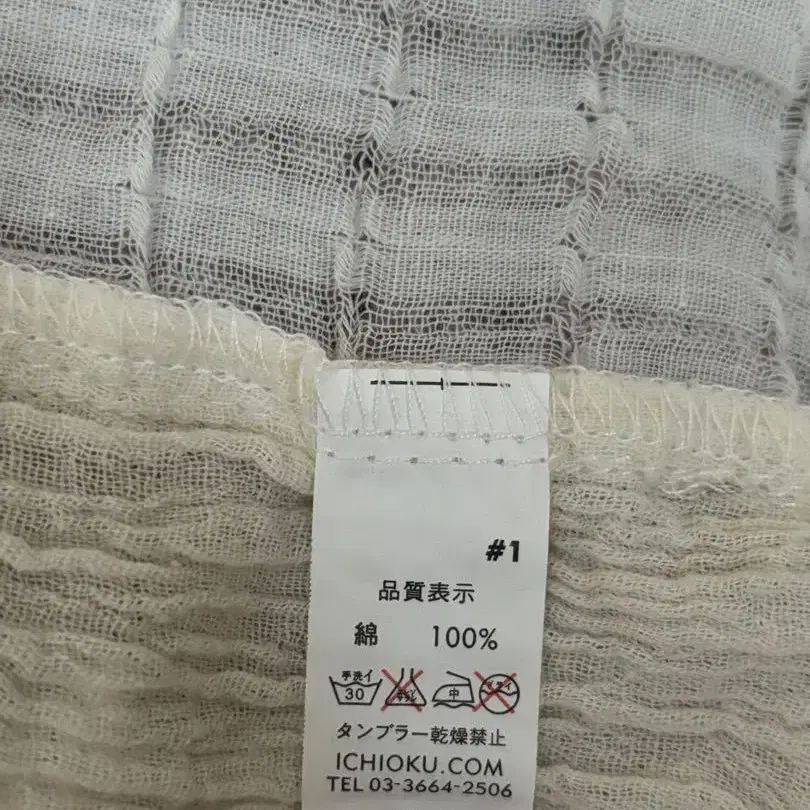 #1
品質表示
綿 100%
手洗イ
30 中
タンブラー乾燥禁止
ICHIOKU.COM
TEL 03-3664-2506